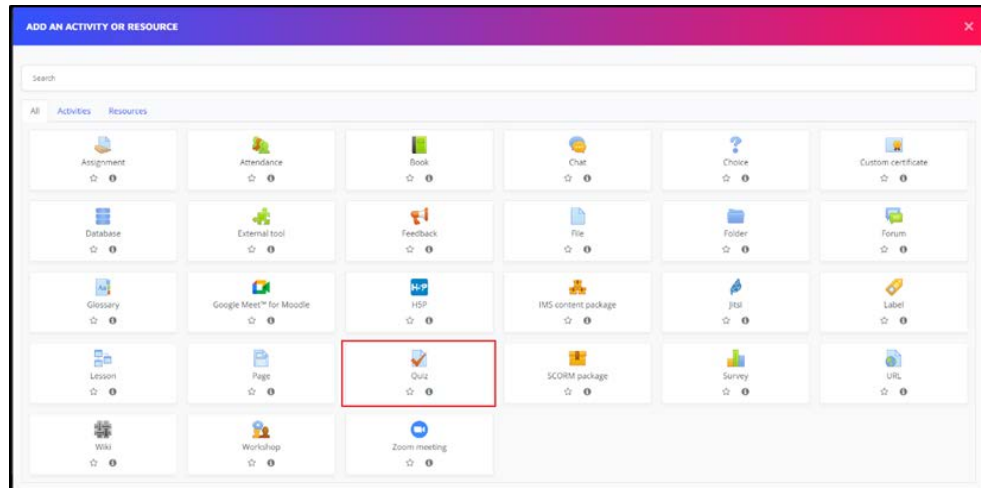 ADD AN ACTIVITY OR RESOURCE
Search
All Activities Resources
Assignment Attendance Book Chat Choice Custom certificate
Database External tool Feedback File Folder Forum
Glossary Google Meet™ for Moodle H5P IMS content package Jitsi Label
Lesson Page Quiz SCORM package Survey URL
Wiki Workshop Zoom meeting